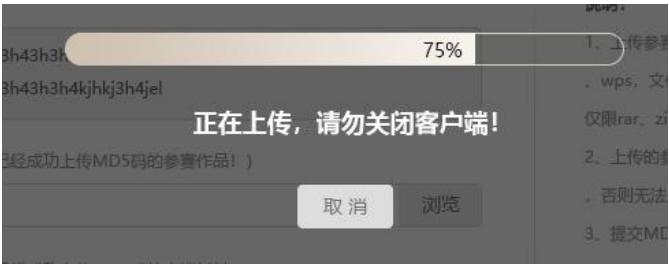 说明：
75%
3h43h3h
1、上传参赛
3h43h3h4kjhkj3h4jel
、wps，文
正在上传，请勿关闭客户端！
仅限rar、zi
已经成功上传MD5码的参赛作品！）
2、上传的参
取 消
浏览
，否则无法
3、提交MD